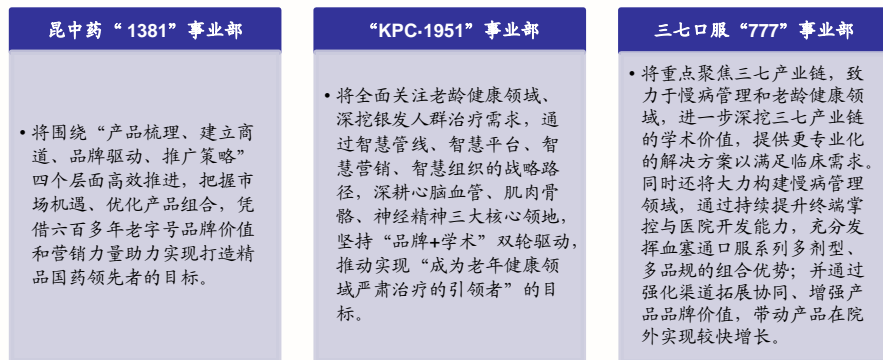 昆中药“1381”事业部
• 将围绕“产品梳理、建立商
道、品牌驱动、推广策略”
四个层面高效推进，把握市
场机遇、优化产品组合，凭
借六百多年老字号品牌价值
和营销力量助力实现打造精
品国药领先者的目标。
“KPC·1951”事业部
• 将全面关注老龄健康领域、
深挖银发人群治疗需求，通
过智慧管线、智慧平台、智
慧营销、智慧组织的战略路
径，深耕心脑血管、肌肉骨
骼、神经精神三大核心领地，
坚持“品牌+学术”双轮驱动，
推动实现“成为老年健康领
域严肃治疗的引领者”的目
标。
三七口服“777”事业部
• 将重点聚焦三七产业链，致
力于慢病管理和老龄健康领
域，进一步深挖三七产业链
的学术价值，提供更专业化
的解决方案以满足临床需求。
同时还将大力构建慢病管理
领域，通过持续提升终端掌
控与医院开发能力，充分发
挥血塞通口服系列多剂型、
多品规的组合优势；并通过
强化渠道拓展协同、增强产
品品牌价值，带动产品在院
外实现较快增长。